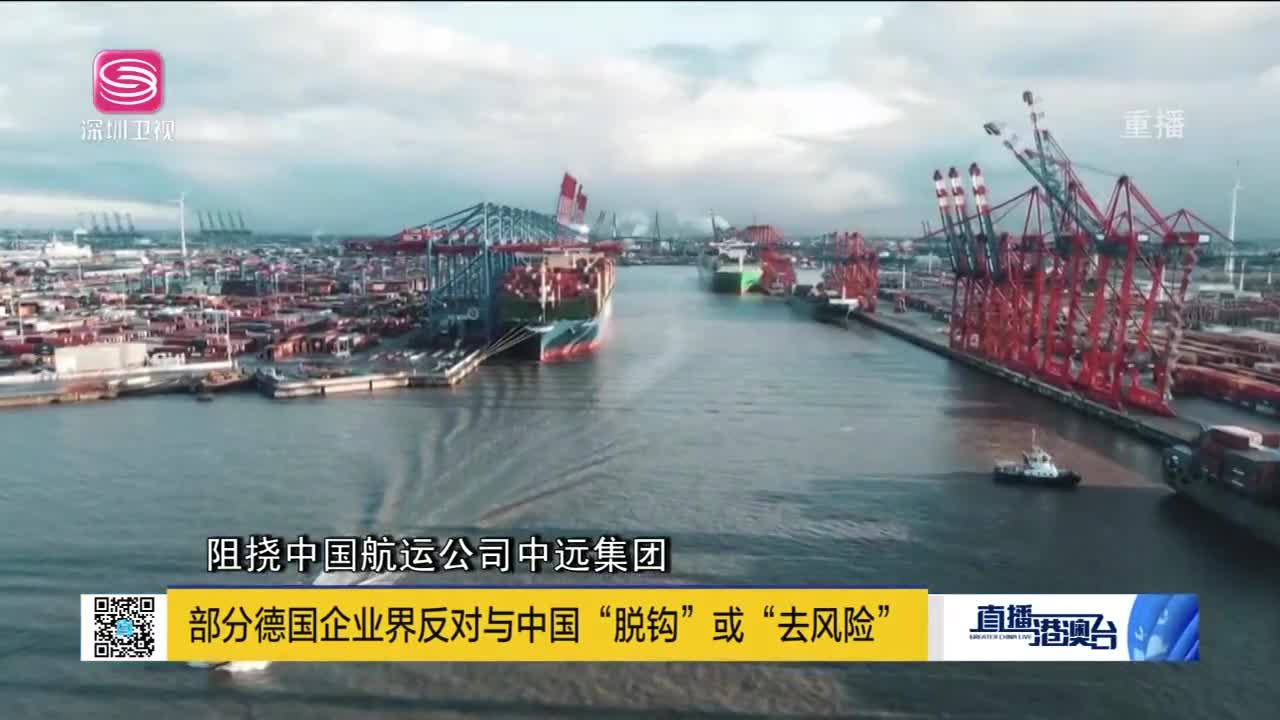 深圳卫视
重播
阻挠中国航运公司中远集团
部分德国企业界反对与中国“脱钩”或“去风险”
直播港澳台
GREATER CHINA LIVE